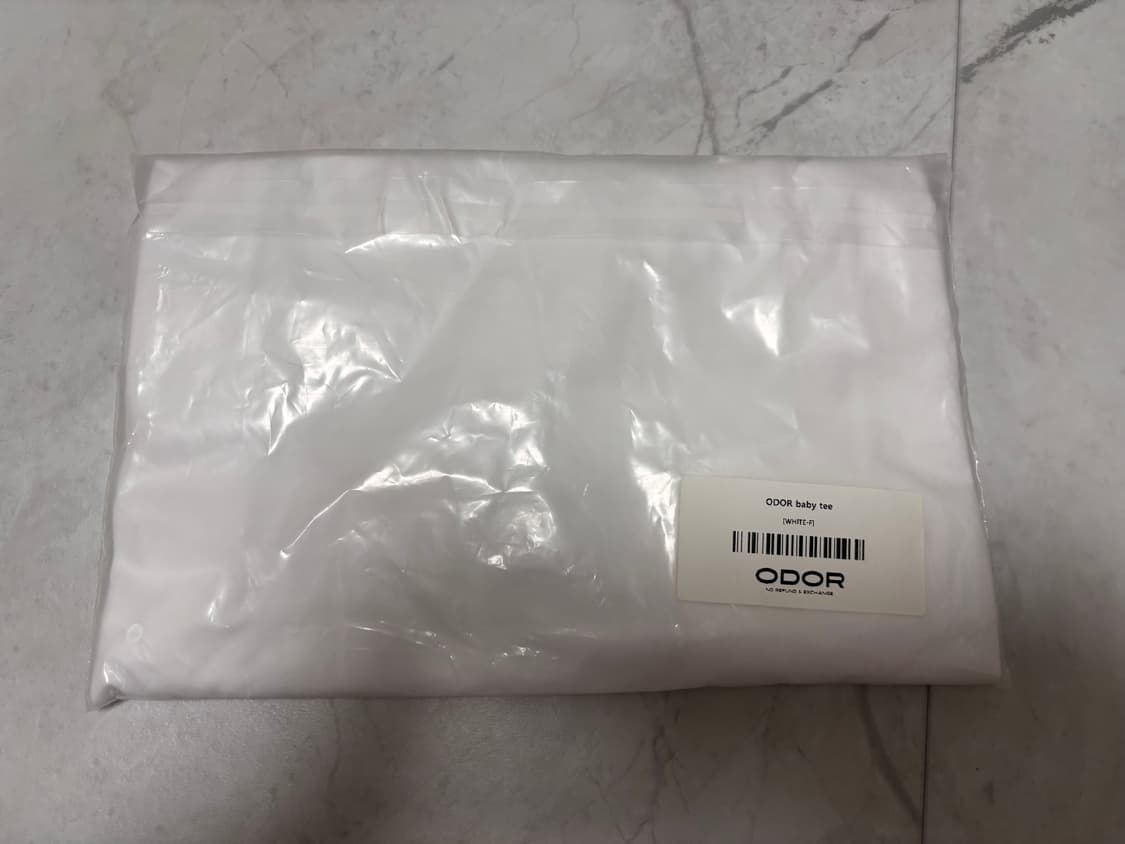 ODOR baby tee
[WHITE-F]
ODOR
NO REFUND & EXCHANGE